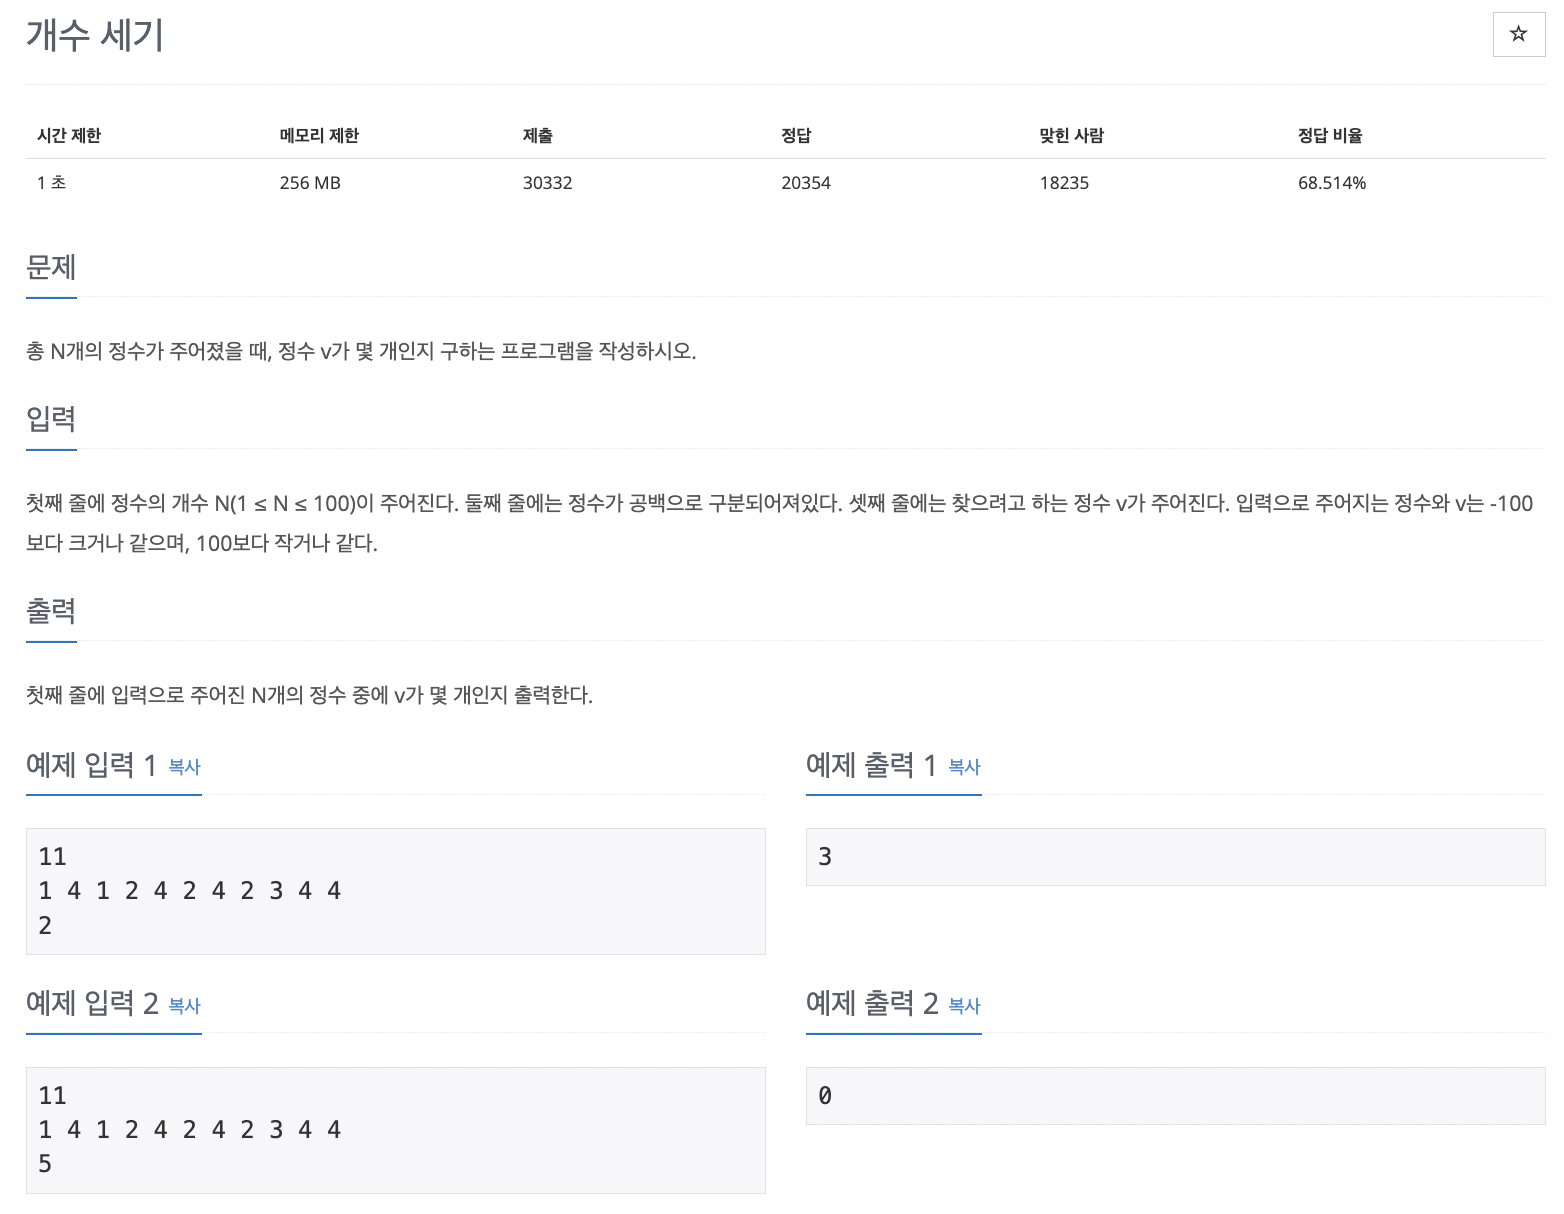 개수 세기
☆
시간 제한 메모리 제한 제출 정답 맞힌 사람 정답 비율
1 초 256 MB 30332 20354 18235 68.514%
문제
총 N개의 정수가 주어졌을 때, 정수 v가 몇 개인지 구하는 프로그램을 작성하시오.
입력
첫째 줄에 정수의 개수 N(1 ≤ N ≤ 100)이 주어진다. 둘째 줄에는 정수가 공백으로 구분되어져있다. 셋째 줄에는 찾으려고 하는 정수 v가 주어진다. 입력으로 주어지는 정수와 v는 -100
보다 크거나 같으며, 100보다 작거나 같다.
출력
첫째 줄에 입력으로 주어진 N개의 정수 중에 v가 몇 개인지 출력한다.
예제 입력 1 복사
11
1 4 1 2 4 2 4 2 3 4 4
2
예제 출력 1 복사
3
예제 입력 2 복사
11
1 4 1 2 4 2 4 2 3 4 4
5
예제 출력 2 복사
0